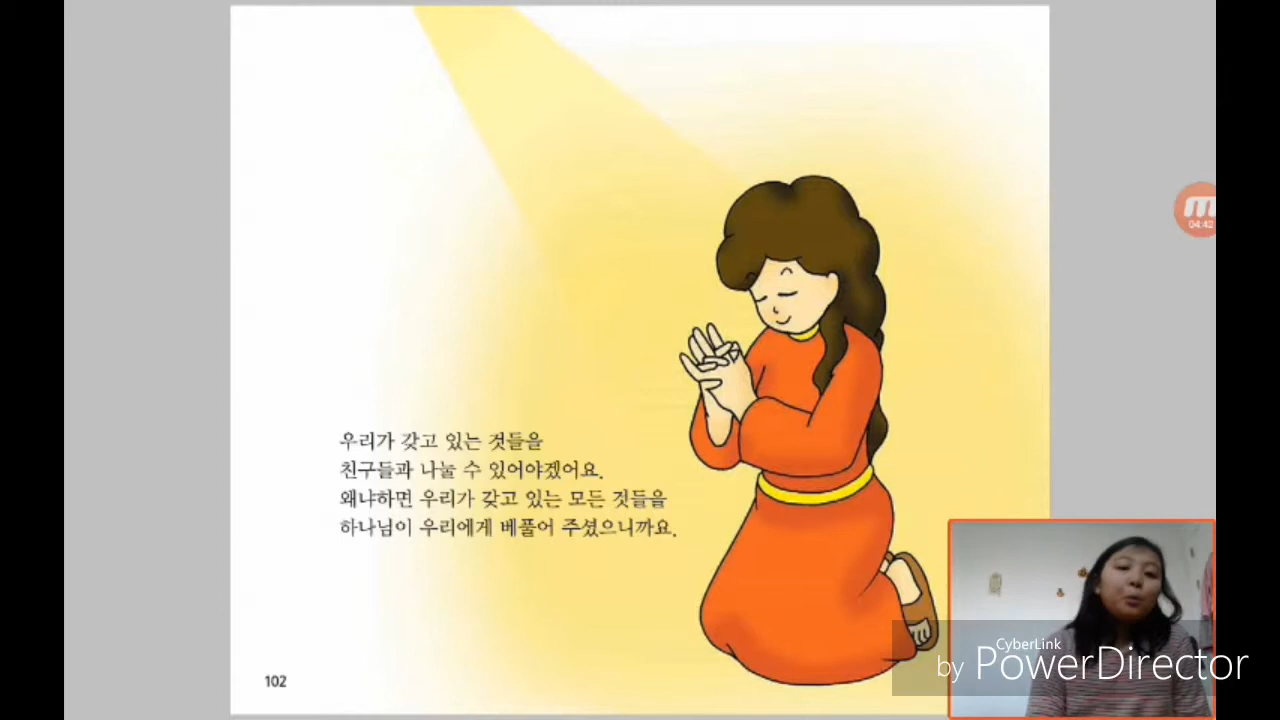 우리가 갖고 있는 것들을
친구들과 나눌 수 있어야겠어요.
왜냐하면 우리가 갖고 있는 모든 것들을
하나님이 우리에게 베풀어 주셨으니까요.
102
04:42
CyberLink
by PowerDirector